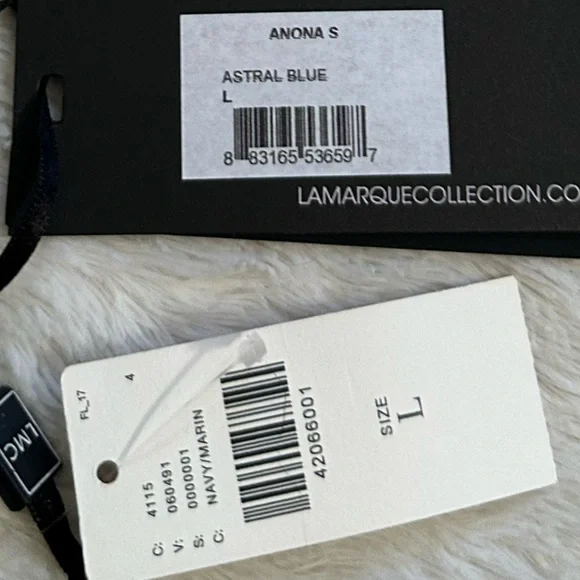 ANONA S
ASTRAL BLUE
L
8 83165 53659 7
LAMARQUECOLLECTION.CO
FL_17
4
C: 4115
V: 060491
S: 0000001
C: NAVY/MARIN
42066001
SIZE
L
LMC